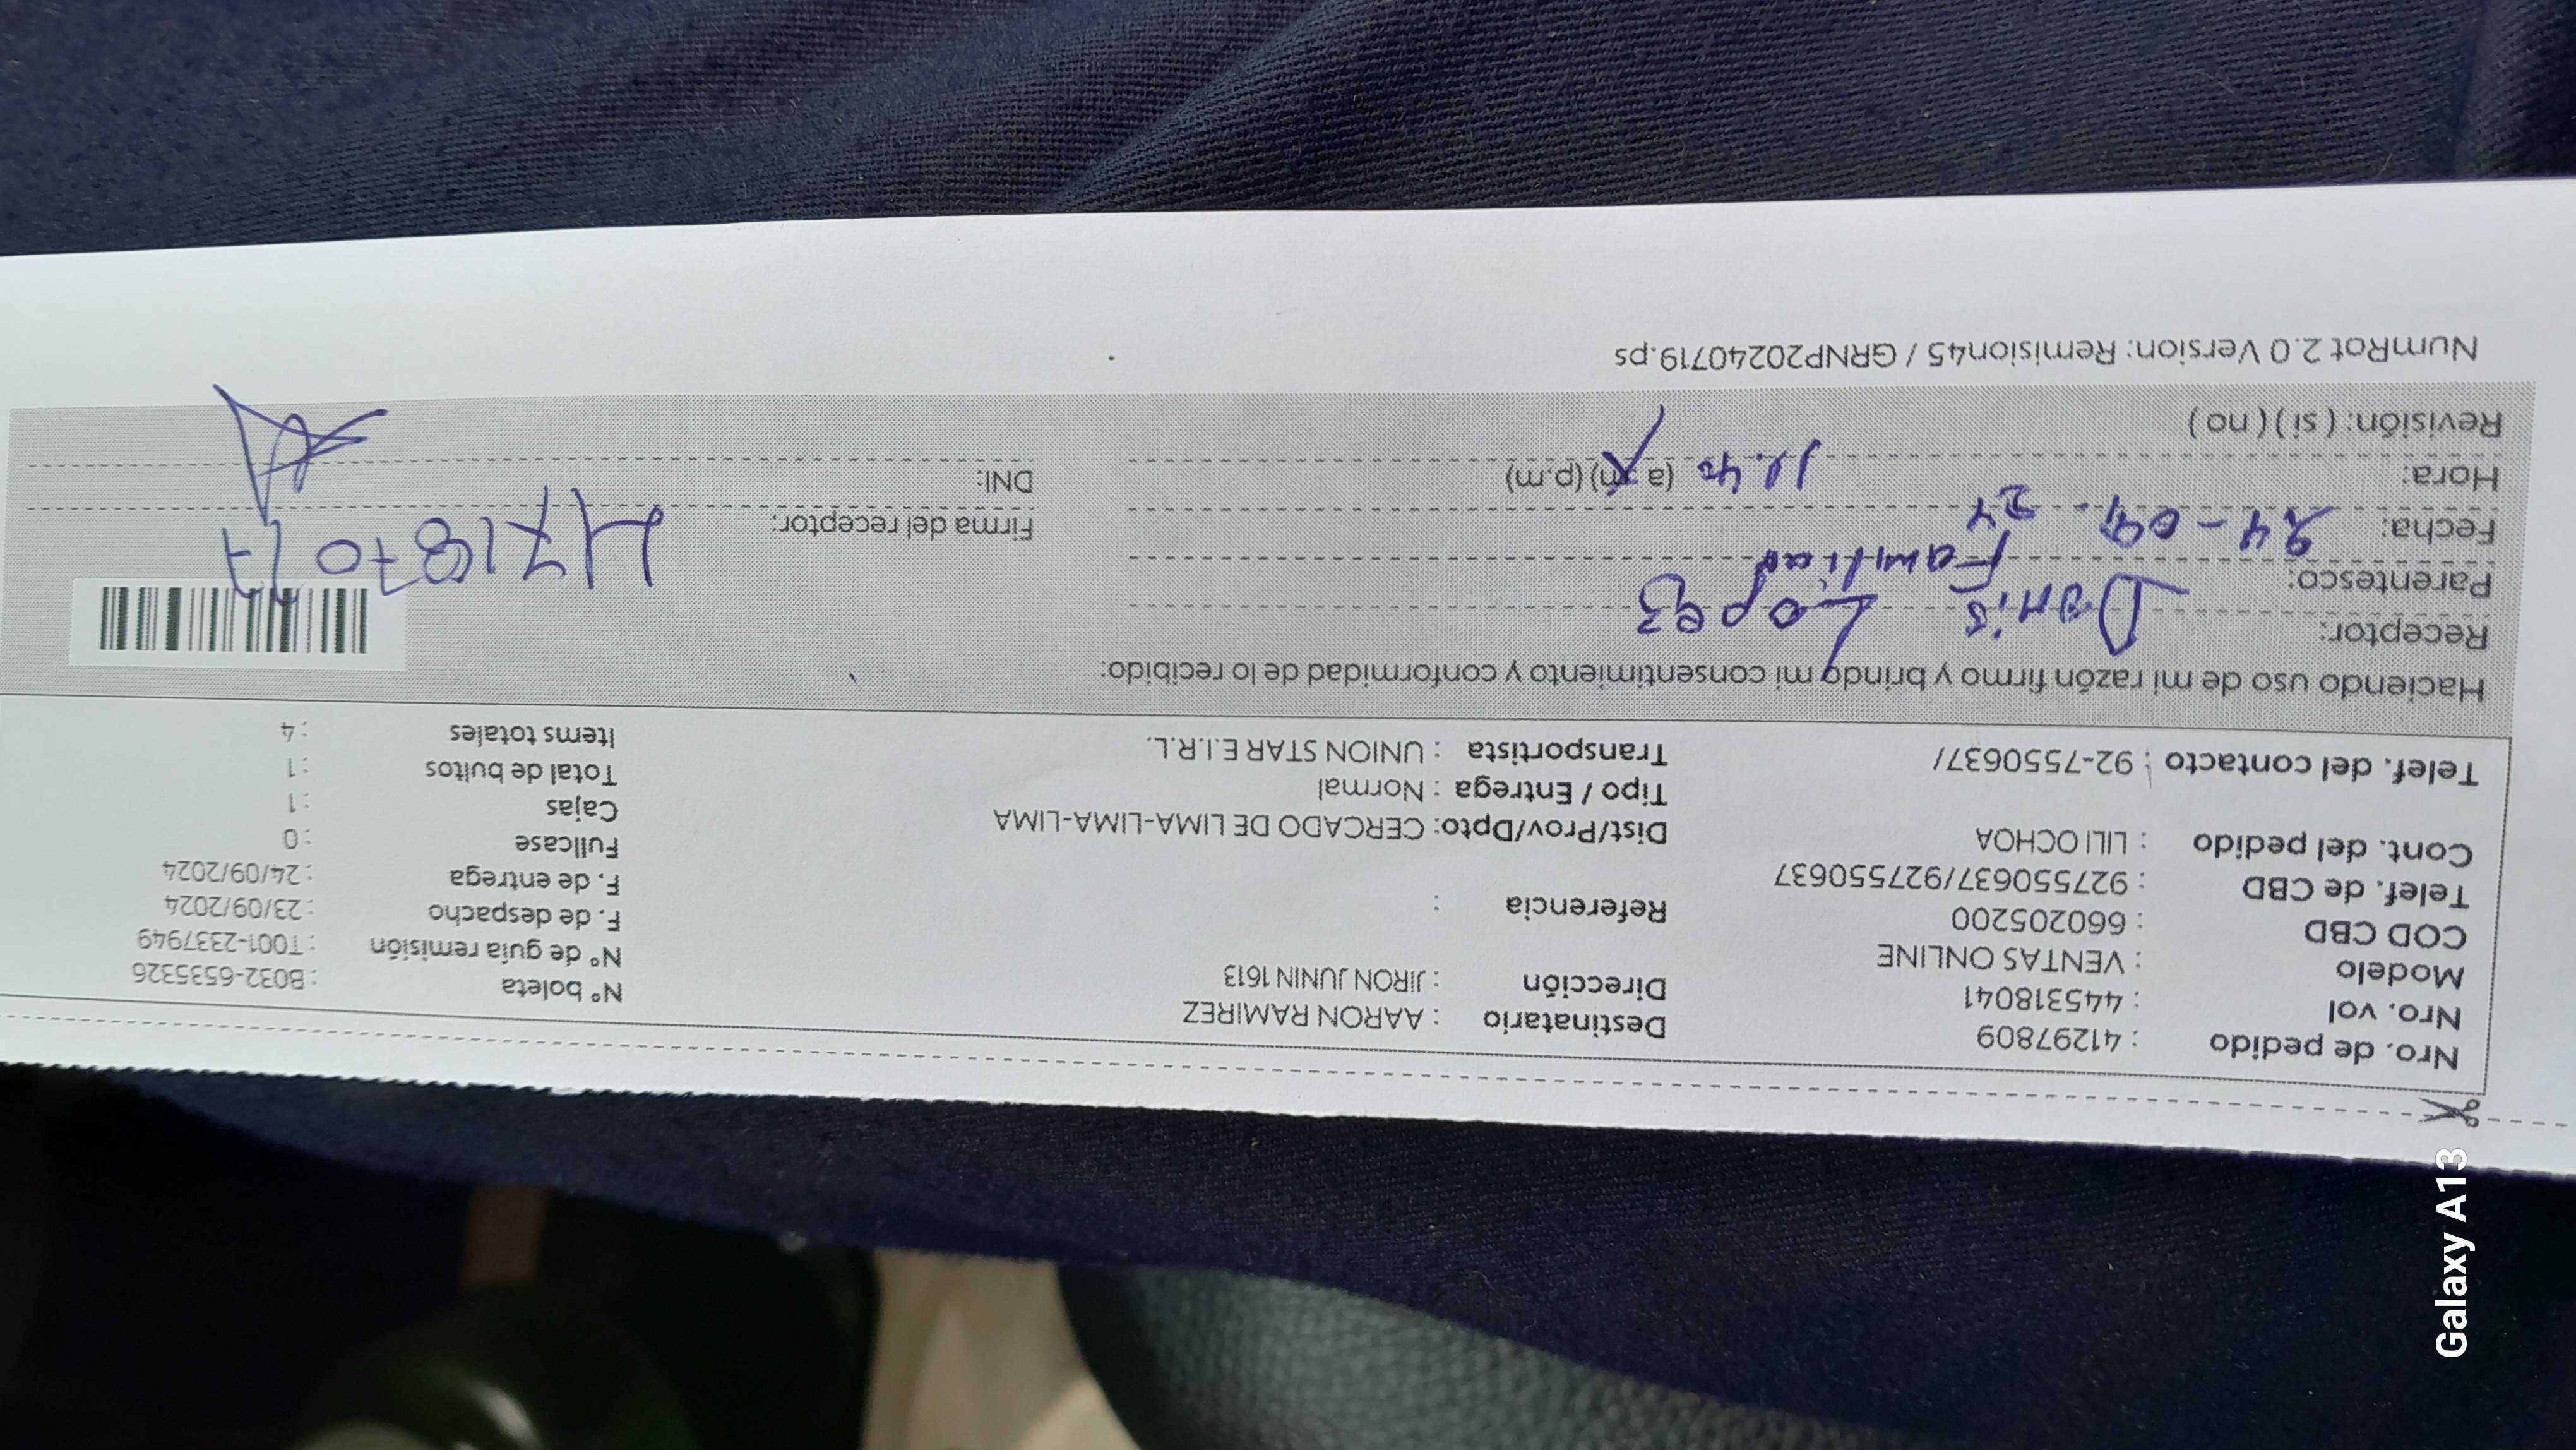 Nro. de pedido : 41297809
Nro. vol : 445318041
Modelo : VENTAS ONLINE
COD CBD : 660205200
Telef. de CBD : 927550637/927550637
Cont. del pedido : LILI OCHOA
Telef. del contacto : 92-7550637/
Destinatario : AARON RAMIREZ
Dirección : JIRON JUNIN 1613
Referencia :
Dist/Prov/Dpto: CERCADO DE LIMA-LIMA-LIMA
Tipo / Entrega : Normal
Transportista : UNION STAR E.I.R.L.
N° boleta : B032-6535326
N° de guía remisión : T001-2337949
F. de despacho : 23/09/2024
F. de entrega : 24/09/2024
Fullcase : 0
Cajas : 1
Total de bultos : 1
Items totales : 4
Haciendo uso de mi razón firmo y brindo mi consentimiento y conformidad de lo recibido:
Receptor: Donis Lopez
Parentesco: Familiar
Fecha: 24-09-24
Hora: 11.40 (a.m) (p.m)
Revisión: ( si ) ( no )
Firma del receptor:
DNI:
NumRot 2.0 Version: Remision45 / GRNP20240719.ps
Galaxy A13